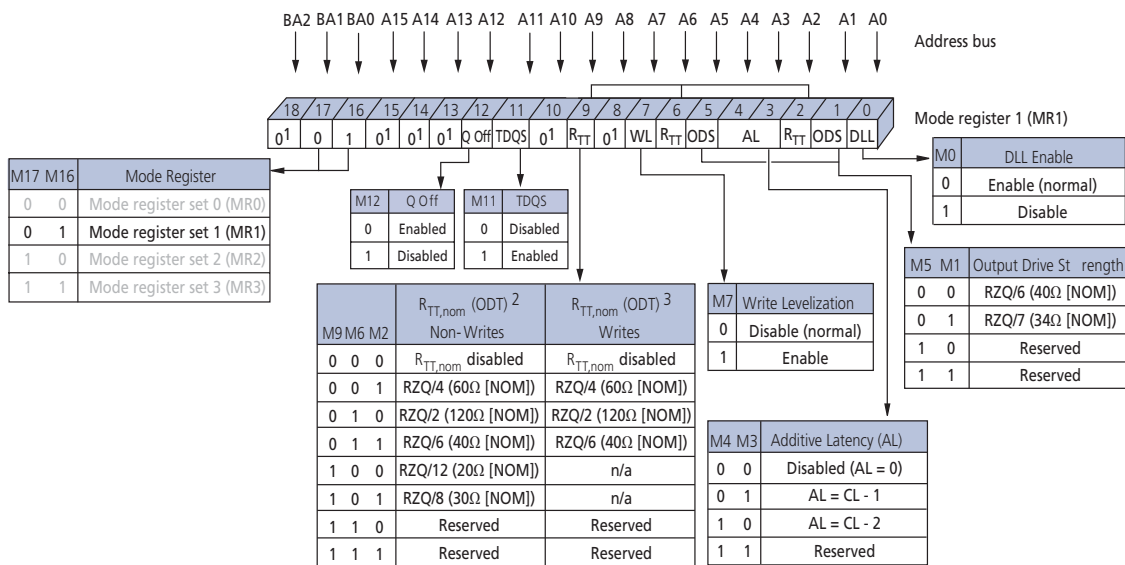 BA2 BA1 BA0 A15 A14 A13 A12 A11 A10 A9 A8 A7 A6 A5 A4 A3 A2 A1 A0
Address bus
18 17 16 15 14 13 12 11 10 9 8 7 6 5 4 3 2 1 0
Mode register 1 (MR1)
0¹ 0 1 0¹ 0¹ 0¹ Q Off TDQS 0¹ RTT 0¹ WL RTT ODS AL RTT ODS DLL
M0 DLL Enable
0 Enable (normal)
1 Disable
M17 M16 Mode Register
0 0 Mode register set 0 (MR0)
0 1 Mode register set 1 (MR1)
1 0 Mode register set 2 (MR2)
1 1 Mode register set 3 (MR3)
M12 Q Off
0 Enabled
1 Disabled
M11 TDQS
0 Disabled
1 Enabled
M5 M1 Output Drive St rength
0 0 RZQ/6 (40Ω [NOM])
0 1 RZQ/7 (34Ω [NOM])
1 0 Reserved
1 1 Reserved
M7 Write Levelization
0 Disable (normal)
1 Enable
RTT,nom (ODT) 2 RTT,nom (ODT) 3
M9 M6 M2 Non-Writes Writes
0 0 0 RTT,nom disabled RTT,nom disabled
0 0 1 RZQ/4 (60Ω [NOM]) RZQ/4 (60Ω [NOM])
0 1 0 RZQ/2 (120Ω [NOM]) RZQ/2 (120Ω [NOM])
0 1 1 RZQ/6 (40Ω [NOM]) RZQ/6 (40Ω [NOM])
1 0 0 RZQ/12 (20Ω [NOM]) n/a
1 0 1 RZQ/8 (30Ω [NOM]) n/a
1 1 0 Reserved Reserved
1 1 1 Reserved Reserved
M4 M3 Additive Latency (AL)
0 0 Disabled (AL = 0)
0 1 AL = CL - 1
1 0 AL = CL - 2
1 1 Reserved